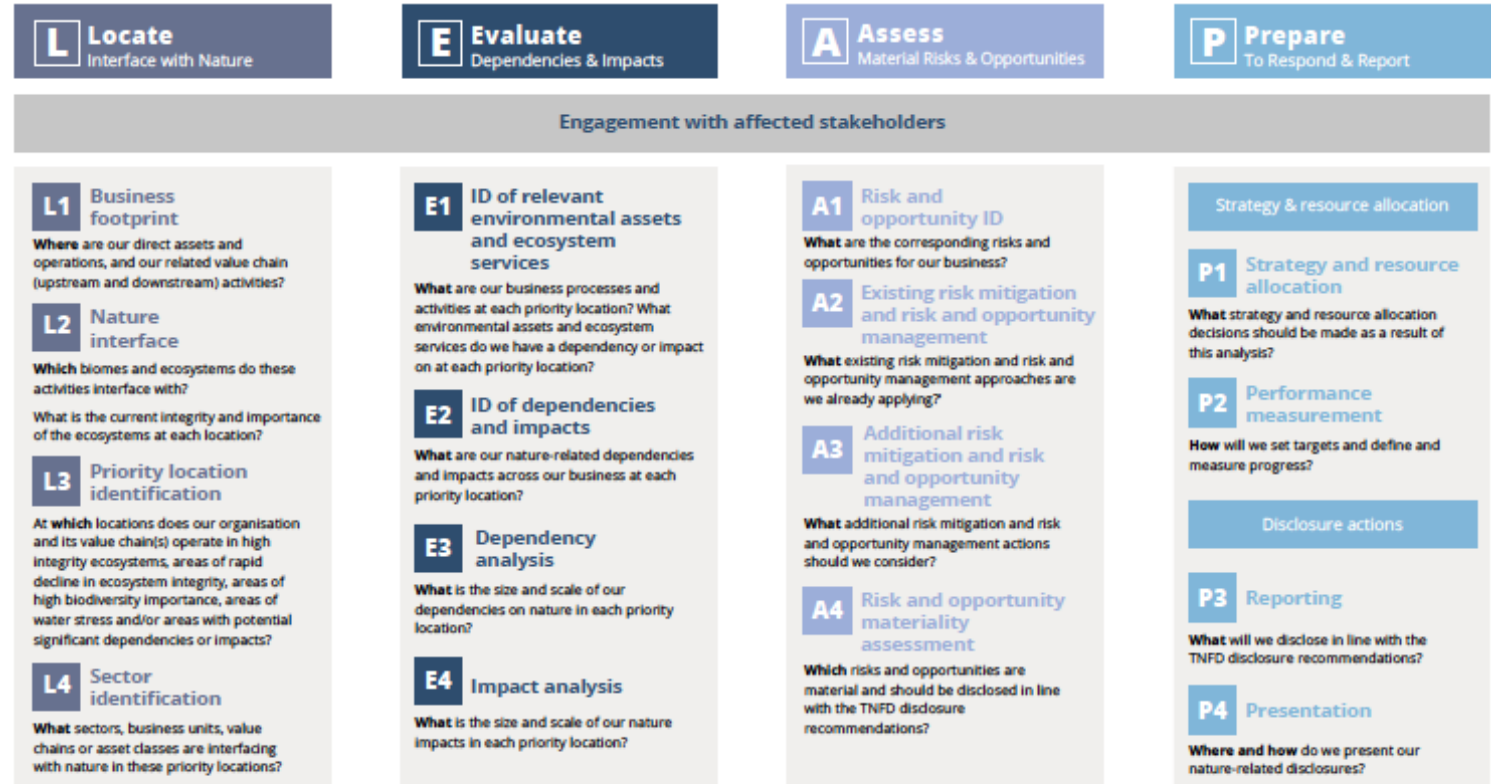 L Locate
Interface with Nature
E Evaluate
Dependencies & Impacts
A Assess
Material Risks & Opportunities
P Prepare
To Respond & Report
Engagement with affected stakeholders
L1 Business
footprint
Where are our direct assets and
operations, and our related value chain
(upstream and downstream) activities?
L2 Nature
interface
Which biomes and ecosystems do these
activities interface with?
What is the current integrity and importance
of the ecosystems at each location?
L3 Priority location
identification
At which locations does our organisation
and its value chain(s) operate in high
integrity ecosystems, areas of rapid
decline in ecosystem integrity, areas of
high biodiversity importance, areas of
water stress and/or areas with potential
significant dependencies or impacts?
L4 Sector
identification
What sectors, business units, value
chains or asset classes are interfacing
with nature in these priority locations?
E1 ID of relevant
environmental assets
and ecosystem
services
What are our business processes and
activities at each priority location? What
environmental assets and ecosystem
services do we have a dependency or impact
on at each priority location?
E2 ID of dependencies
and impacts
What are our nature-related dependencies
and impacts across our business at each
priority location?
E3 Dependency
analysis
What is the size and scale of our
dependencies on nature in each priority
location?
E4 Impact analysis
What is the size and scale of our nature
impacts in each priority location?
A1 Risk and
opportunity ID
What are the corresponding risks and
opportunities for our business?
A2 Existing risk mitigation
and risk and opportunity
management
What existing risk mitigation and risk and
opportunity management approaches are
we already applying?'
A3 Additional risk
mitigation and risk
and opportunity
management
What additional risk mitigation and risk
and opportunity management actions
should we consider?
A4 Risk and opportunity
materiality
assessment
Which risks and opportunities are
material and should be disclosed in line
with the TNFD disclosure
recommendations?
Strategy & resource allocation
P1 Strategy and resource
allocation
What strategy and resource allocation
decisions should be made as a result of
this analysis?
P2 Performance
measurement
How will we set targets and define and
measure progress?
Disclosure actions
P3 Reporting
What will we disclose in line with the
TNFD disclosure recommendations?
P4 Presentation
Where and how do we present our
nature-related disclosures?